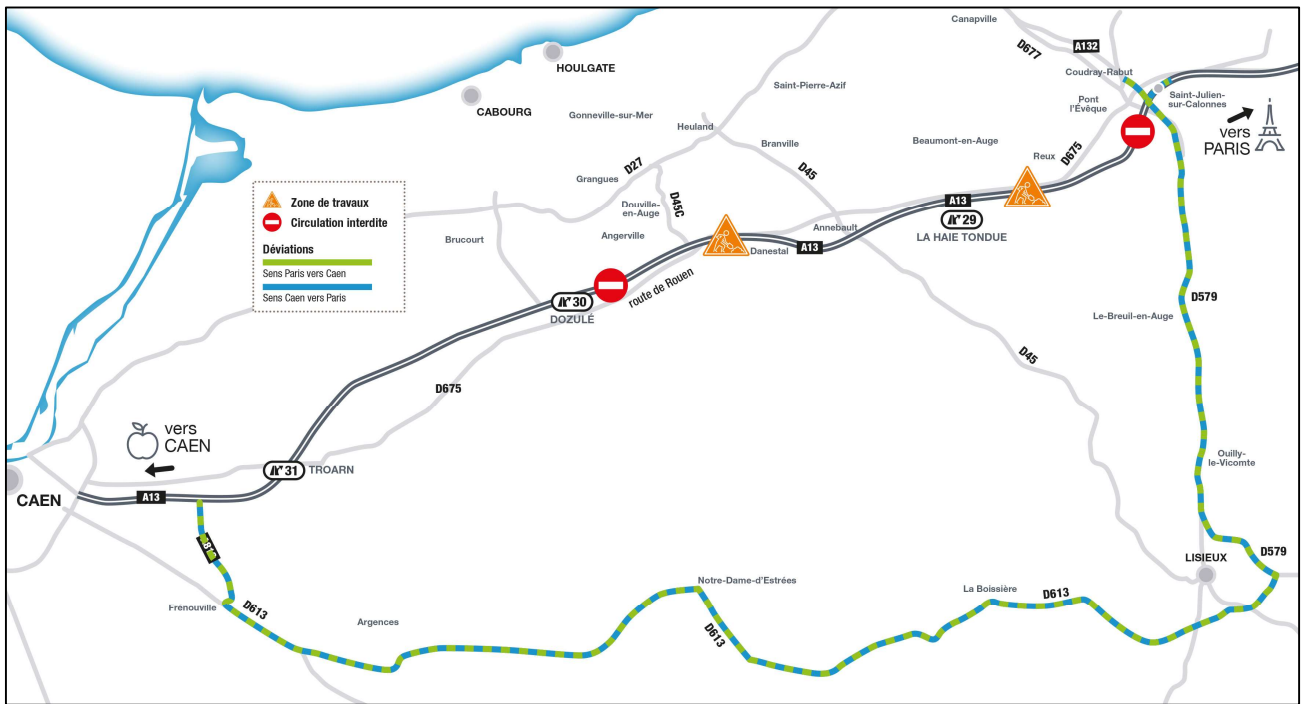 Canapville
D677
A132
HOULGATE
Coudray-Rabut
CABOURG
Saint-Pierre-Azif
Saint-Julien-
sur-Calonnes
Pont
l'Évêque
Gonneville-sur-Mer
Heuland
Branville
Beaumont-en-Auge
vers
PARIS
Reux
D675
D27
D45
Grangues
Zone de travaux
Circulation interdite
Déviations
Sens Paris vers Caen
Sens Caen vers Paris
Douville-
en-Auge
D45C
A13
29
LA HAIE TONDUE
Brucourt
Angerville
Annebault
Danestal
A13
route de Rouen
30
DOZULÉ
D579
Le-Breuil-en-Auge
D45
D675
vers
CAEN
31
TROARN
Ouilly-
le-Vicomte
CAEN
A13
LISIEUX
D579
Notre-Dame-d'Estrées
La Boissière
D613
Frenouville
D613
Argences
D613